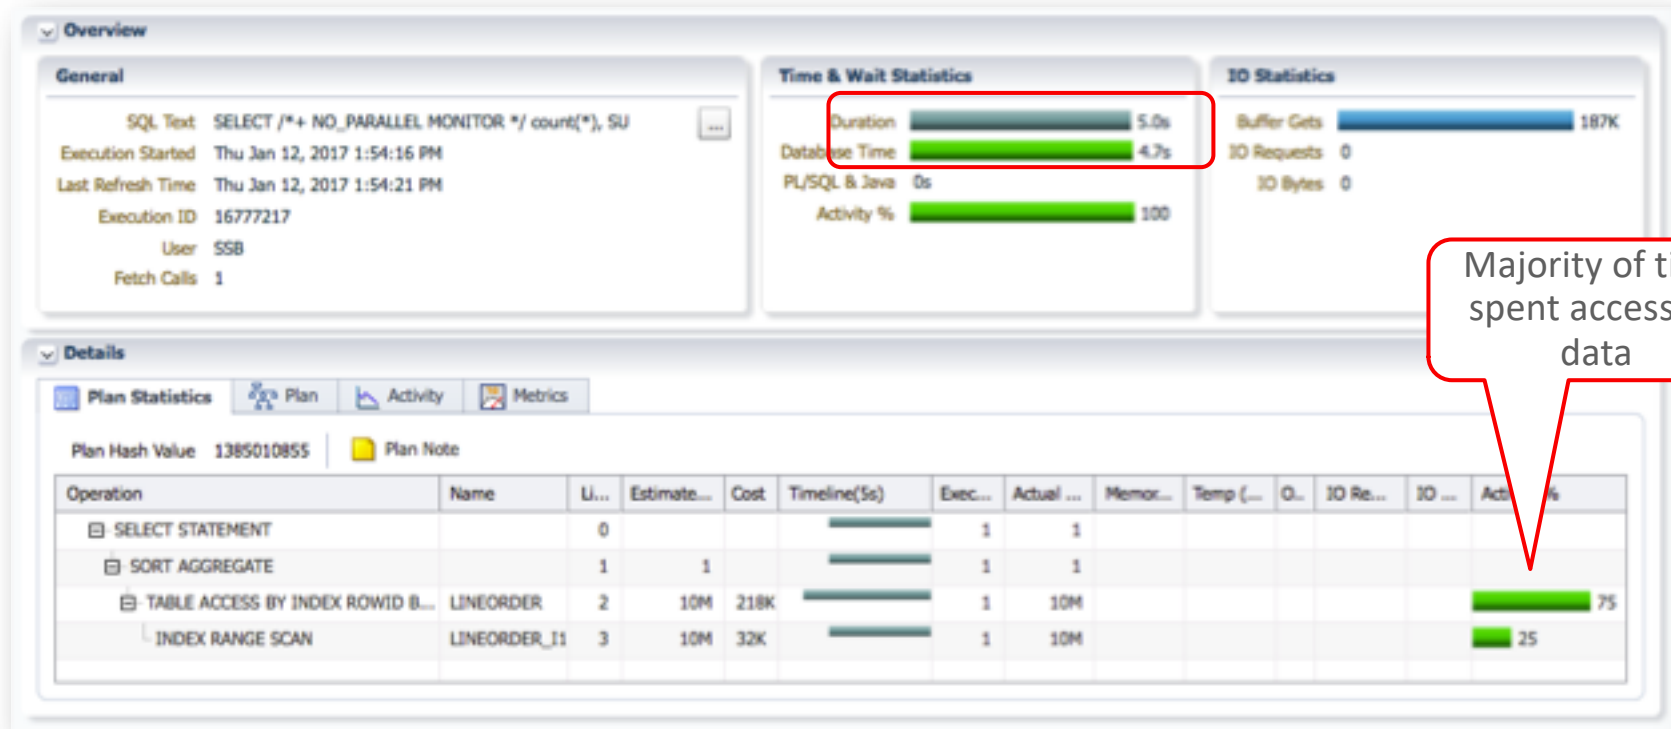 Overview
General
SQL Text SELECT /*+ NO_PARALLEL MONITOR */ count(*), SU ...
Execution Started Thu Jan 12, 2017 1:54:16 PM
Last Refresh Time Thu Jan 12, 2017 1:54:21 PM
Execution ID 16777217
User SSB
Fetch Calls 1
Time & Wait Statistics
Duration 5.0s
Database Time 4.7s
PL/SQL & Java 0s
Activity % 100
IO Statistics
Buffer Gets 187K
IO Requests 0
IO Bytes 0
Majority of ti
spent access
data
Details
Plan Statistics Plan Activity Metrics
Plan Hash Value 1385010855 Plan Note
Operation Name Li... Estimate... Cost Timeline(5s) Exec... Actual ... Memor... Temp (... O.. IO Re... IO ... Acti %
SELECT STATEMENT 0 1 1
SORT AGGREGATE 1 1 1 1
TABLE ACCESS BY INDEX ROWID B... LINEORDER 2 10M 218K 1 10M 75
INDEX RANGE SCAN LINEORDER_I1 3 10M 32K 1 10M 25